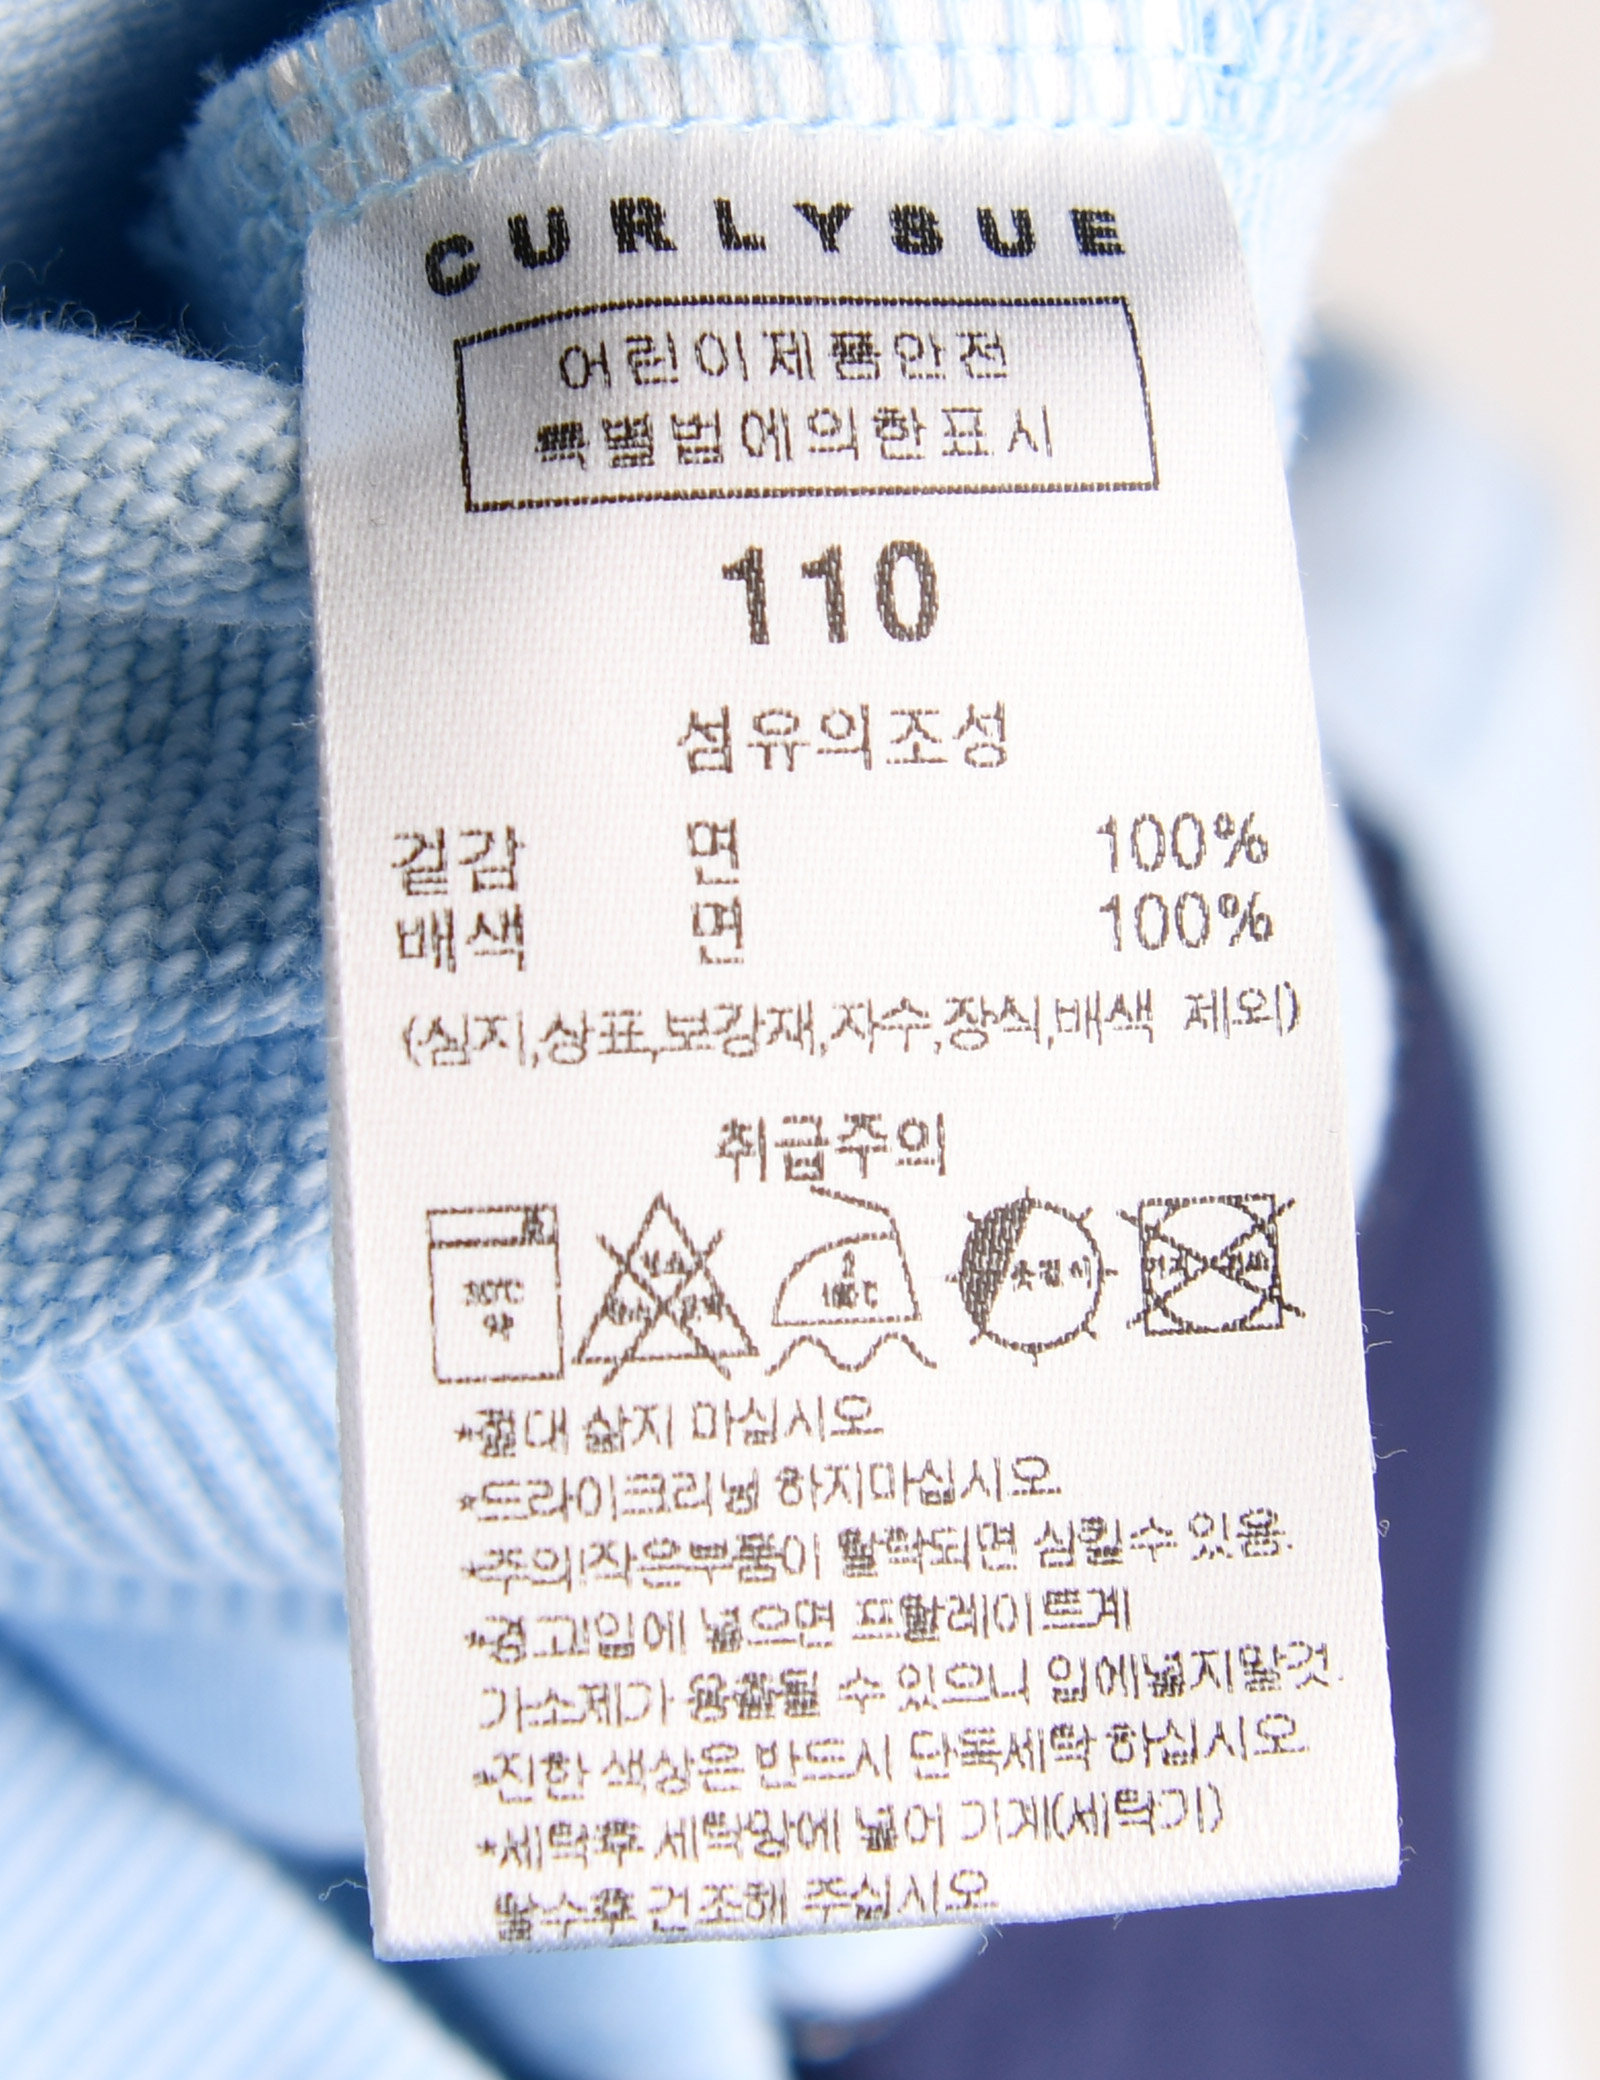 CURLYSUE
어린이제품안전
특별법에의한표시
110
섬유의조성
겉감 면 100%
배색 면 100%
(심지,상표,보강재,자수,장식,배색 제외)
취급주의
30℃
약
*절대 삶지 마십시오
*드라이크리닝 하지마십시오
*주의!작은부품이 탈락되면 삼킬수 있음.
*경고!입에 넣으면 프탈레이트계
가소제가 용출될 수 있으니 입에넣지말것.
*진한 색상은 반드시 단독세탁 하십시오
*세탁후 세탁망에 넣어 기계(세탁기)
탈수후 건조해 주십시오